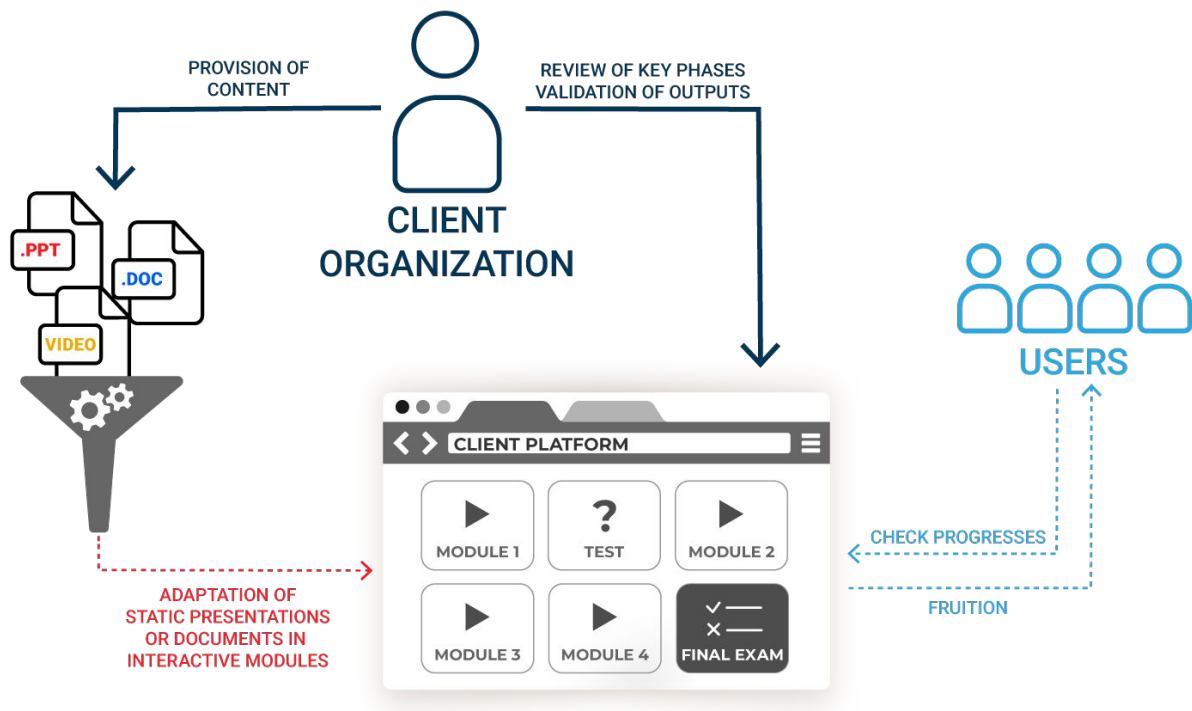 PROVISION OF
CONTENT
REVIEW OF KEY PHASES
VALIDATION OF OUTPUTS
CLIENT
ORGANIZATION
.PPT
.DOC
VIDEO
USERS
CLIENT PLATFORM
MODULE 1
TEST
MODULE 2
MODULE 3
MODULE 4
FINAL EXAM
CHECK PROGRESSES
FRUITION
ADAPTATION OF
STATIC PRESENTATIONS
OR DOCUMENTS IN
INTERACTIVE MODULES